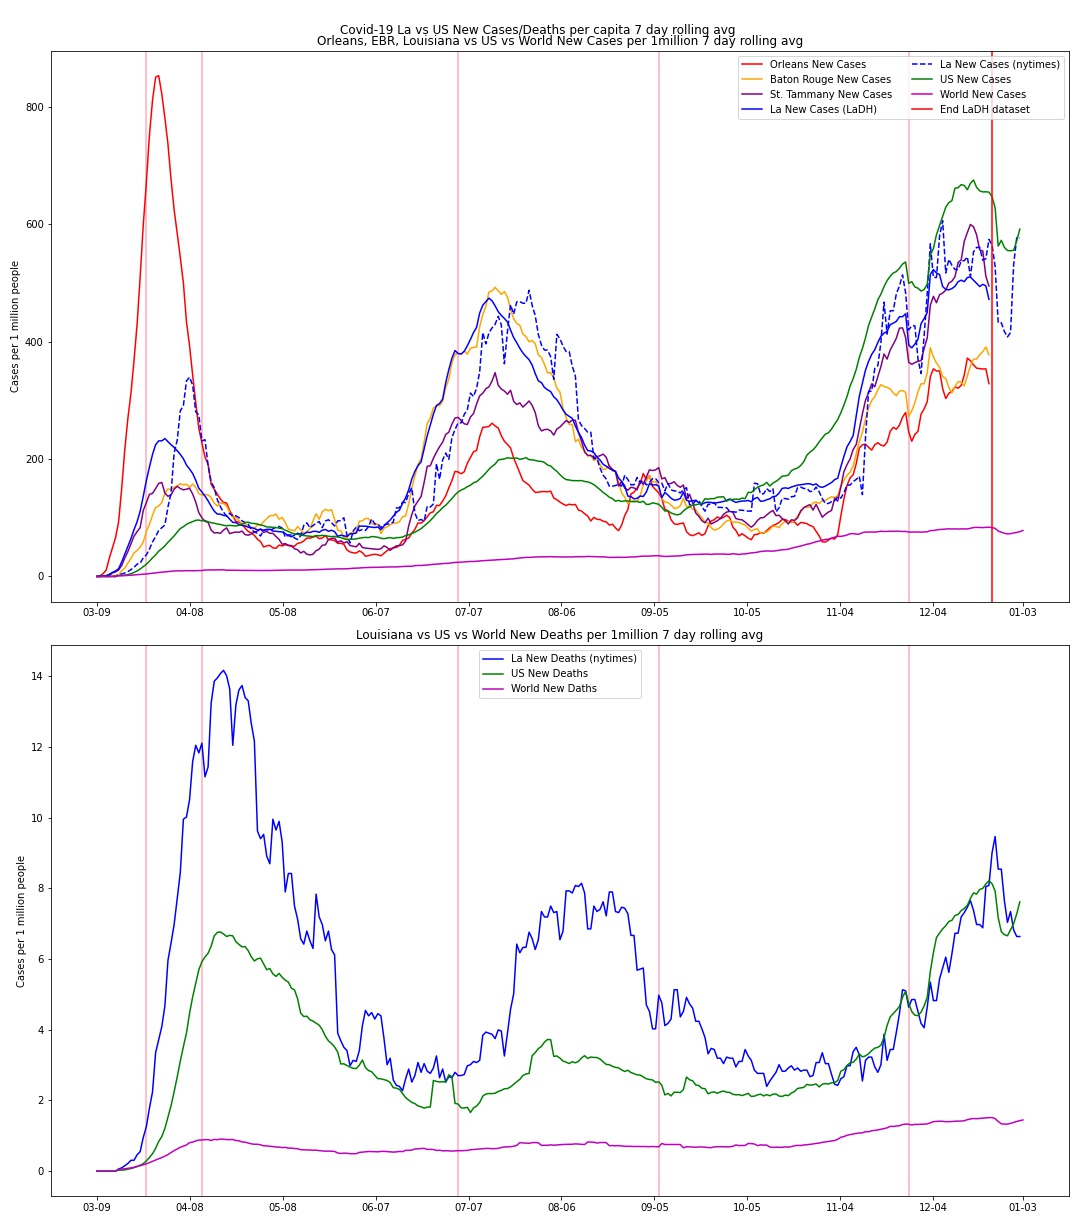 Covid-19 La vs US New Cases/Deaths per capita 7 day rolling avg
Orleans, EBR, Louisiana vs US vs World New Cases per 1million 7 day rolling avg
Orleans New Cases
Baton Rouge New Cases
St. Tammany New Cases
La New Cases (LaDH)
La New Cases (nytimes)
US New Cases
World New Cases
End LaDH dataset
Cases per 1 million people
800
600
400
200
0
03-09 04-08 05-08 06-07 07-07 08-06 09-05 10-05 11-04 12-04 01-03
Louisiana vs US vs World New Deaths per 1million 7 day rolling avg
La New Deaths (nytimes)
US New Deaths
World New Daths
Cases per 1 million people
14
12
10
8
6
4
2
0
03-09 04-08 05-08 06-07 07-07 08-06 09-05 10-05 11-04 12-04 01-03